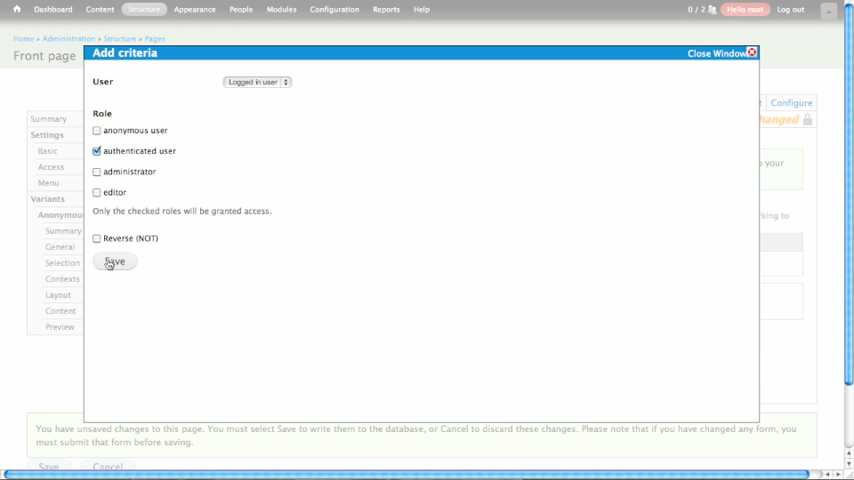 Dashboard Content Structure Appearance People Modules Configuration Reports Help 0 / 2 Hello root Log out
Home » Administration » Structure » Pages
Front page
Add criteria Close Window
User Logged in user
Role
anonymous user
authenticated user
administrator
editor
Only the checked roles will be granted access.
Reverse (NOT)
Save
Summary
Settings
Basic
Access
Menu
Variants
Anonymous
Summary
General
Selection
Contexts
Layout
Content
Preview
Configure
hanged
your
rking to
You have unsaved changes to this page. You must select Save to write them to the database, or Cancel to discard these changes. Please note that if you have changed any form, you
must submit that form before saving.
Save Cancel